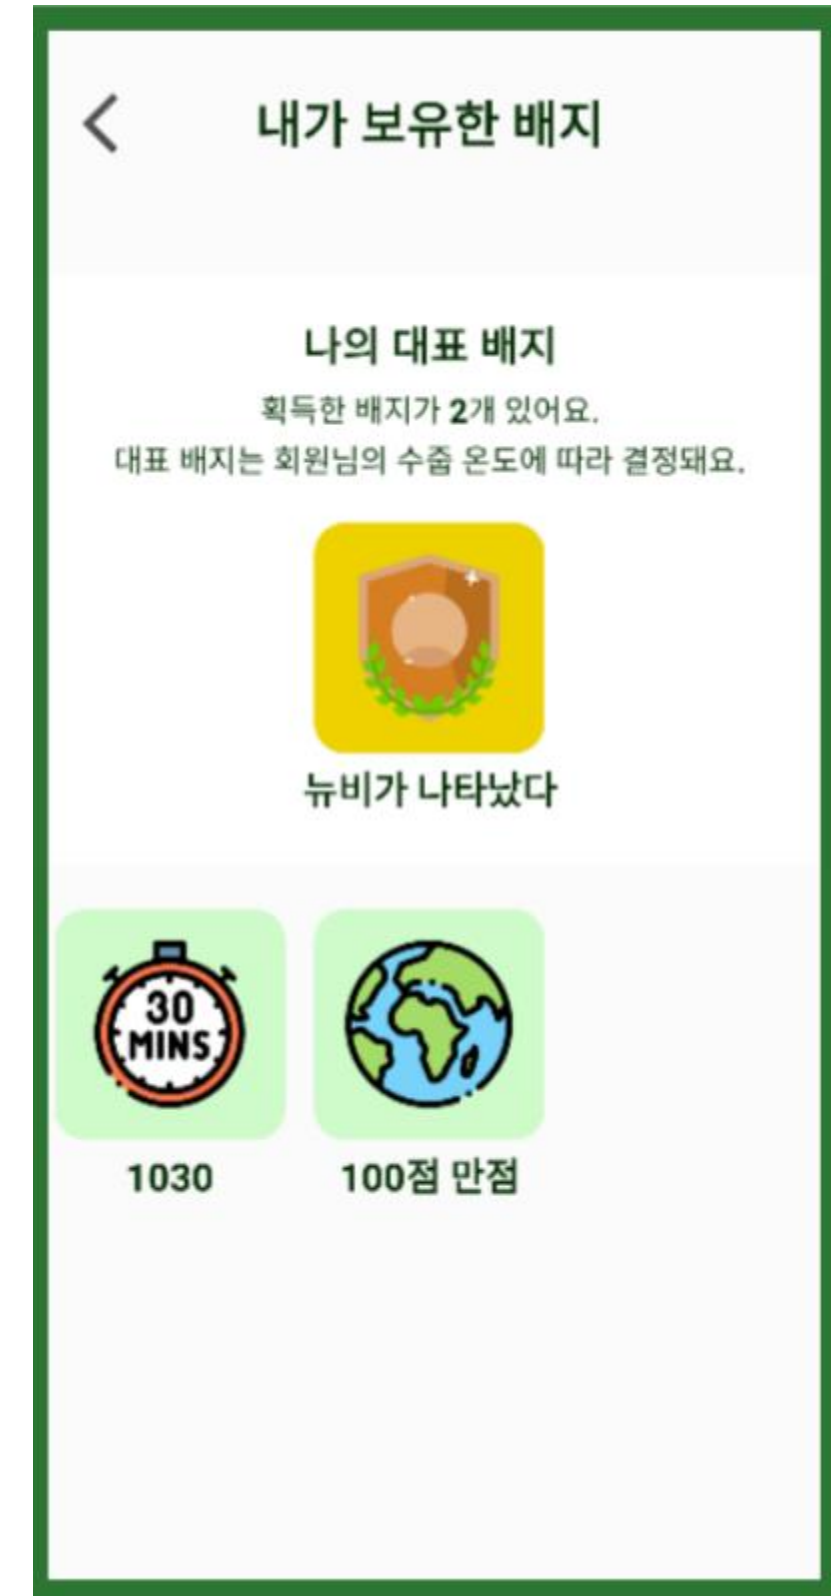 내가 보유한 배지
나의 대표 배지
획득한 배지가 2개 있어요.
대표 배지는 회원님의 수줍 온도에 따라 결정돼요.
뉴비가 나타났다
30
MINS
1030
100점 만점